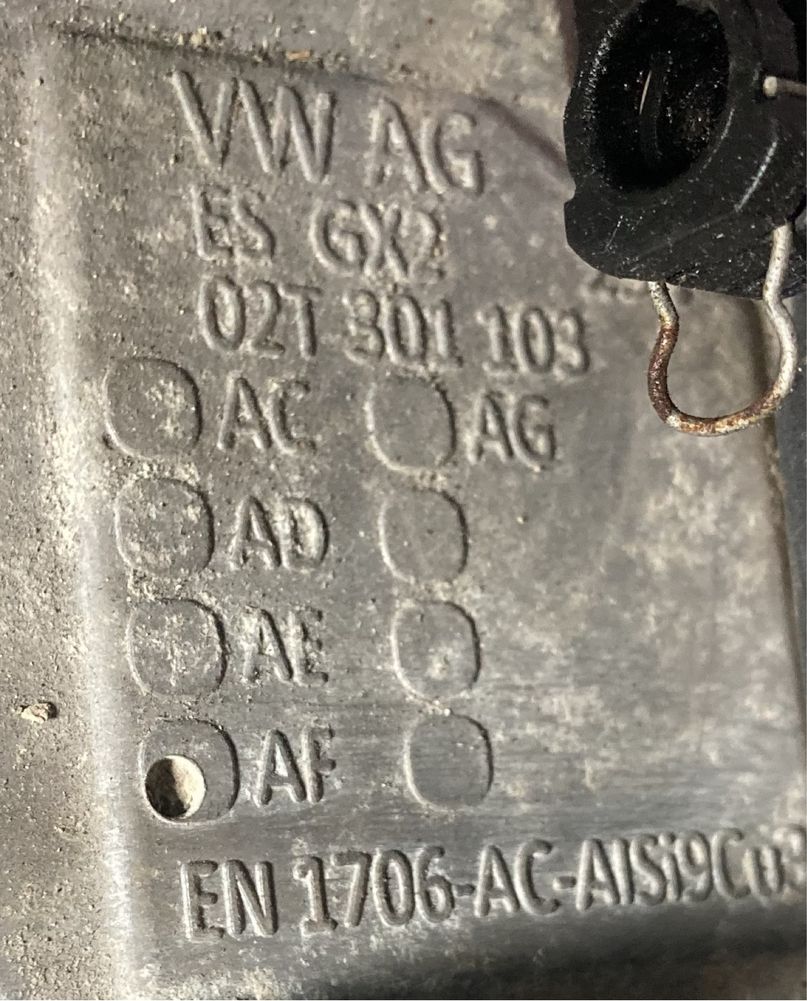 VW AG
ES GX2
02T 301 103
AC AG
AD
AE
AF
EN 1706-AC-AlSi9Cu3